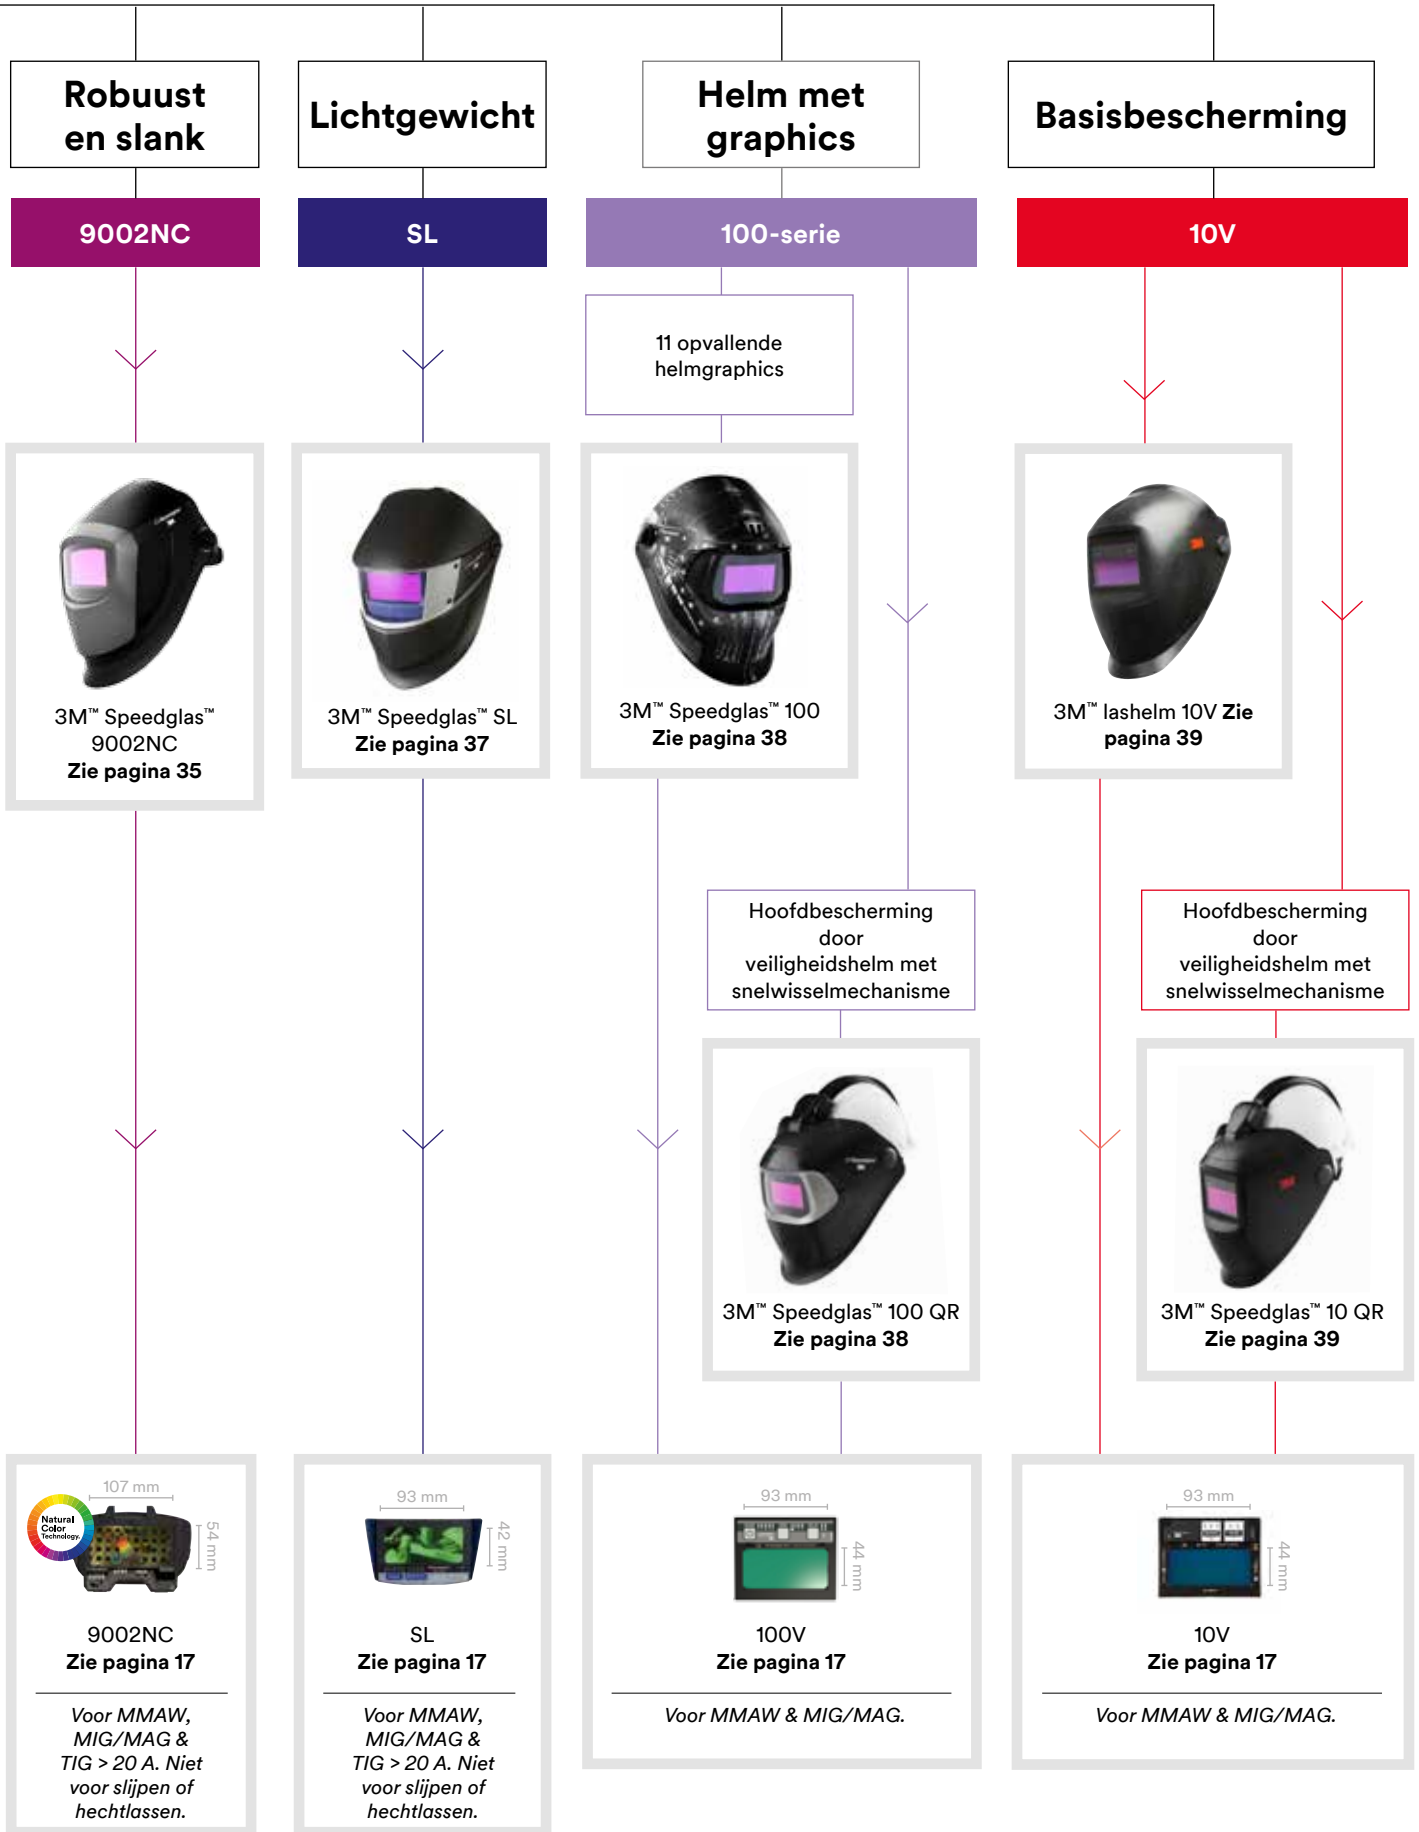 Robuust
en slank
Lichtgewicht
Helm met
graphics
Basisbescherming
9002NC
SL
100-serie
10V
11 opvallende
helmgraphics
3M™ Speedglas™
9002NC
Zie pagina 35
3M™ Speedglas™ SL
Zie pagina 37
3M™ Speedglas™ 100
Zie pagina 38
3M
3M™ lashelm 10V Zie
pagina 39
Hoofdbescherming
door
veiligheidshelm met
snelwisselmechanisme
Hoofdbescherming
door
veiligheidshelm met
snelwisselmechanisme
3M™ Speedglas™ 100 QR
Zie pagina 38
3M
3M™ Speedglas™ 10 QR
Zie pagina 39
107 mm
54 mm
Natural
Color
Technology.
9002NC
Zie pagina 17
Voor MMAW,
MIG/MAG &
TIG > 20 A. Niet
voor slijpen of
hechtlassen.
93 mm
42 mm
SL
Zie pagina 17
Voor MMAW,
MIG/MAG &
TIG > 20 A. Niet
voor slijpen of
hechtlassen.
93 mm
44 mm
100V
Zie pagina 17
Voor MMAW & MIG/MAG.
93 mm
44 mm
10V
Zie pagina 17
Voor MMAW & MIG/MAG.